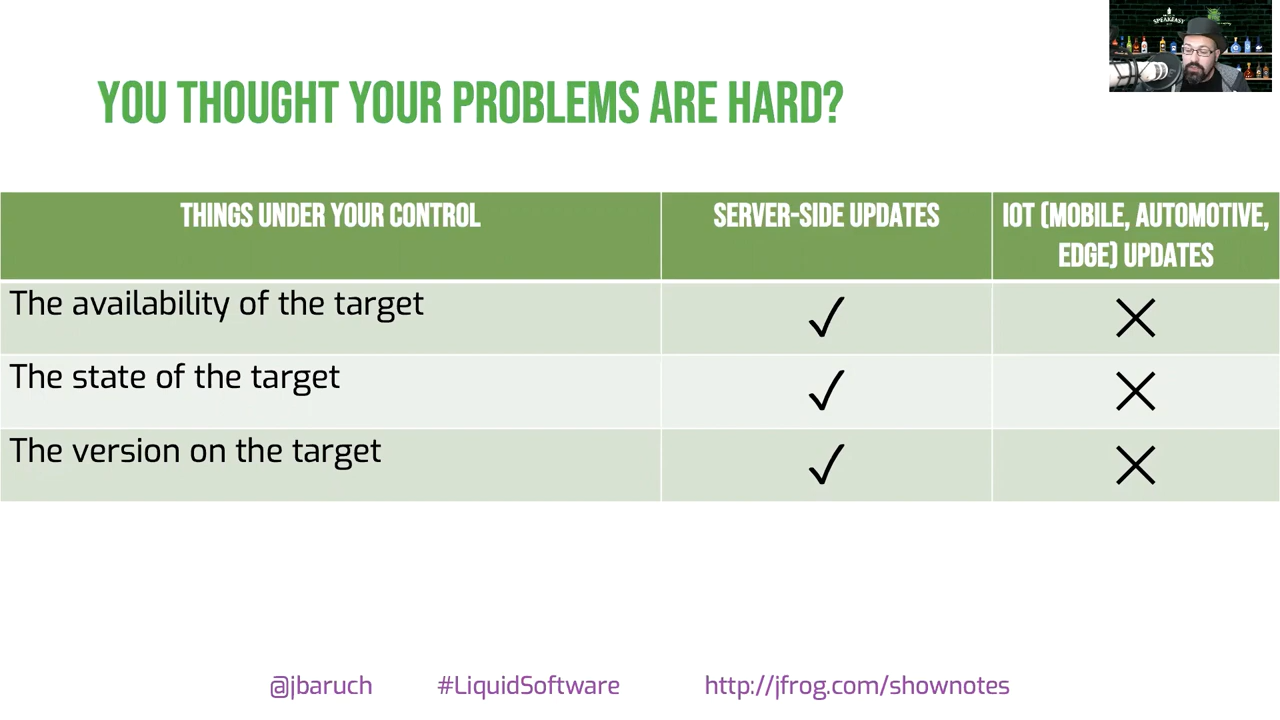 SPEAKEASY
YOU THOUGHT YOUR PROBLEMS ARE HARD?
THINGS UNDER YOUR CONTROL
SERVER-SIDE UPDATES
IOT (MOBILE, AUTOMOTIVE,
EDGE) UPDATES
The availability of the target
✓
✕
The state of the target
✓
✕
The version on the target
✓
✕
@jbaruch
#LiquidSoftware
http://jfrog.com/shownotes